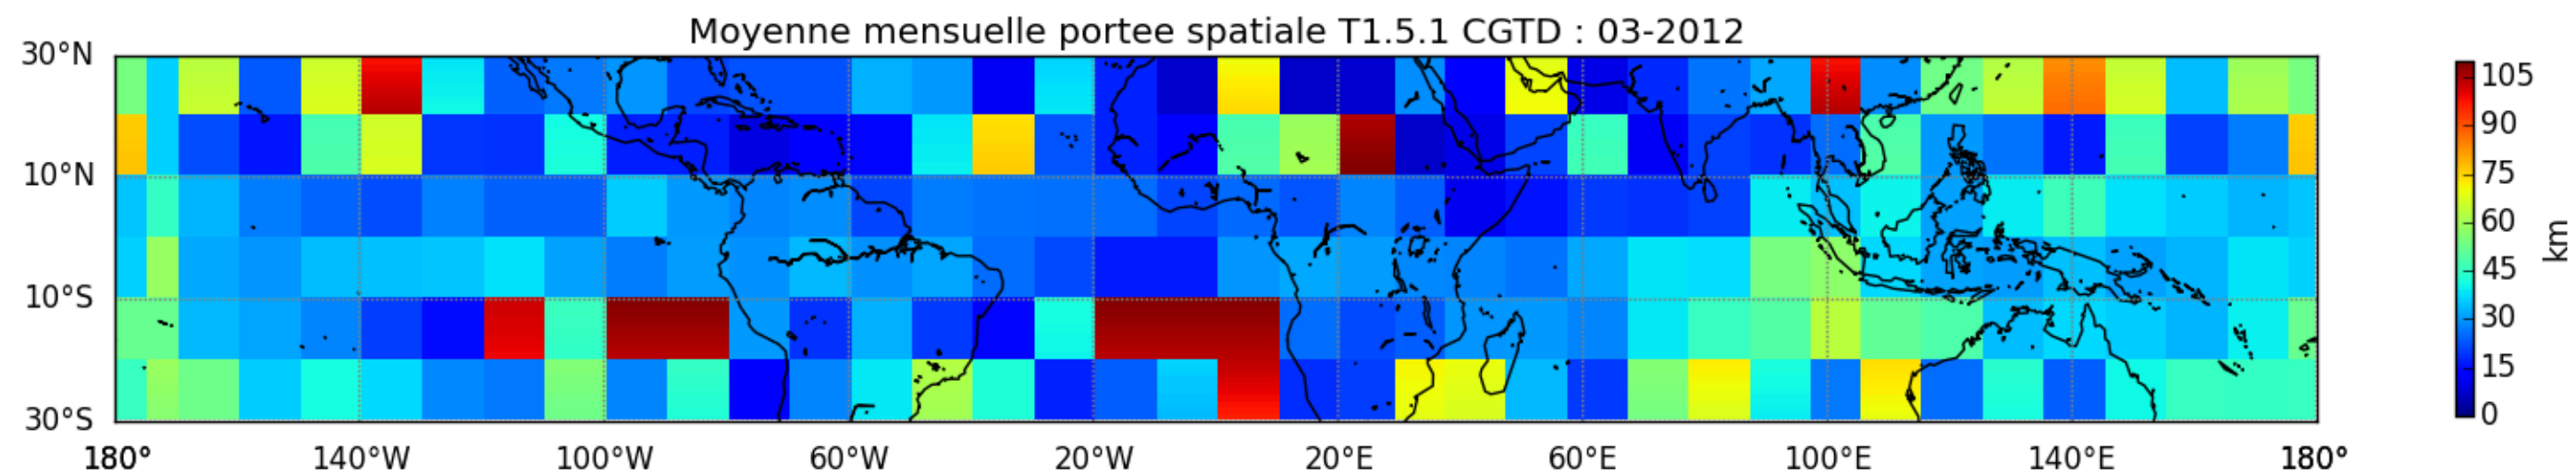 Moyenne mensuelle portee spatiale T1.5.1 CGTD : 03-2012
30°N
10°N
10°S
30°S
180° 140°W 100°W 60°W 20°W 20°E 60°E 100°E 140°E 180°
105
90
75
60
45
30
15
0
km